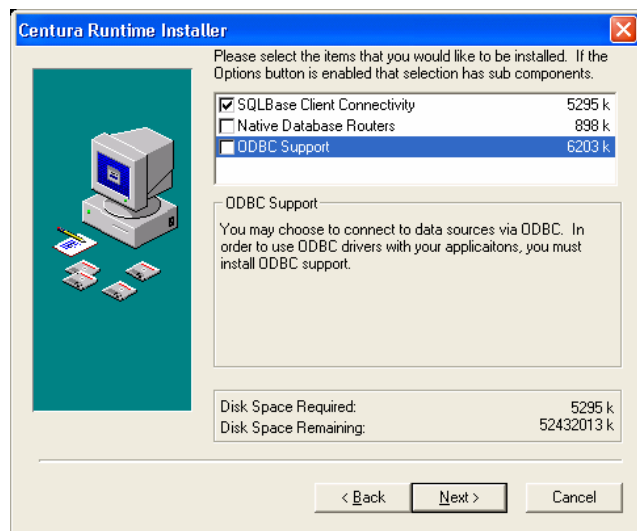 Centura Runtime Installer
Please select the items that you would like to be installed. If the
Options button is enabled that selection has sub components.
SQLBase Client Connectivity 5295 k
Native Database Routers 898 k
ODBC Support 6203 k
ODBC Support
You may choose to connect to data sources via ODBC. In
order to use ODBC drivers with your applicaitons, you must
install ODBC support.
Disk Space Required: 5295 k
Disk Space Remaining: 52432013 k
< Back Next > Cancel